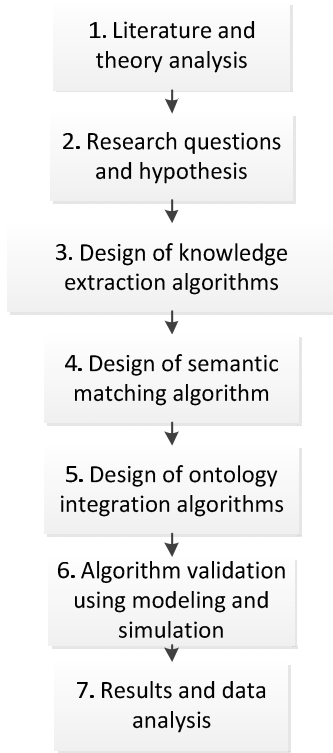 1. Literature and
theory analysis
2. Research questions
and hypothesis
3. Design of knowledge
extraction algorithms
4. Design of semantic
matching algorithm
5. Design of ontology
integration algorithms
6. Algorithm validation
using modeling and
simulation
7. Results and data
analysis